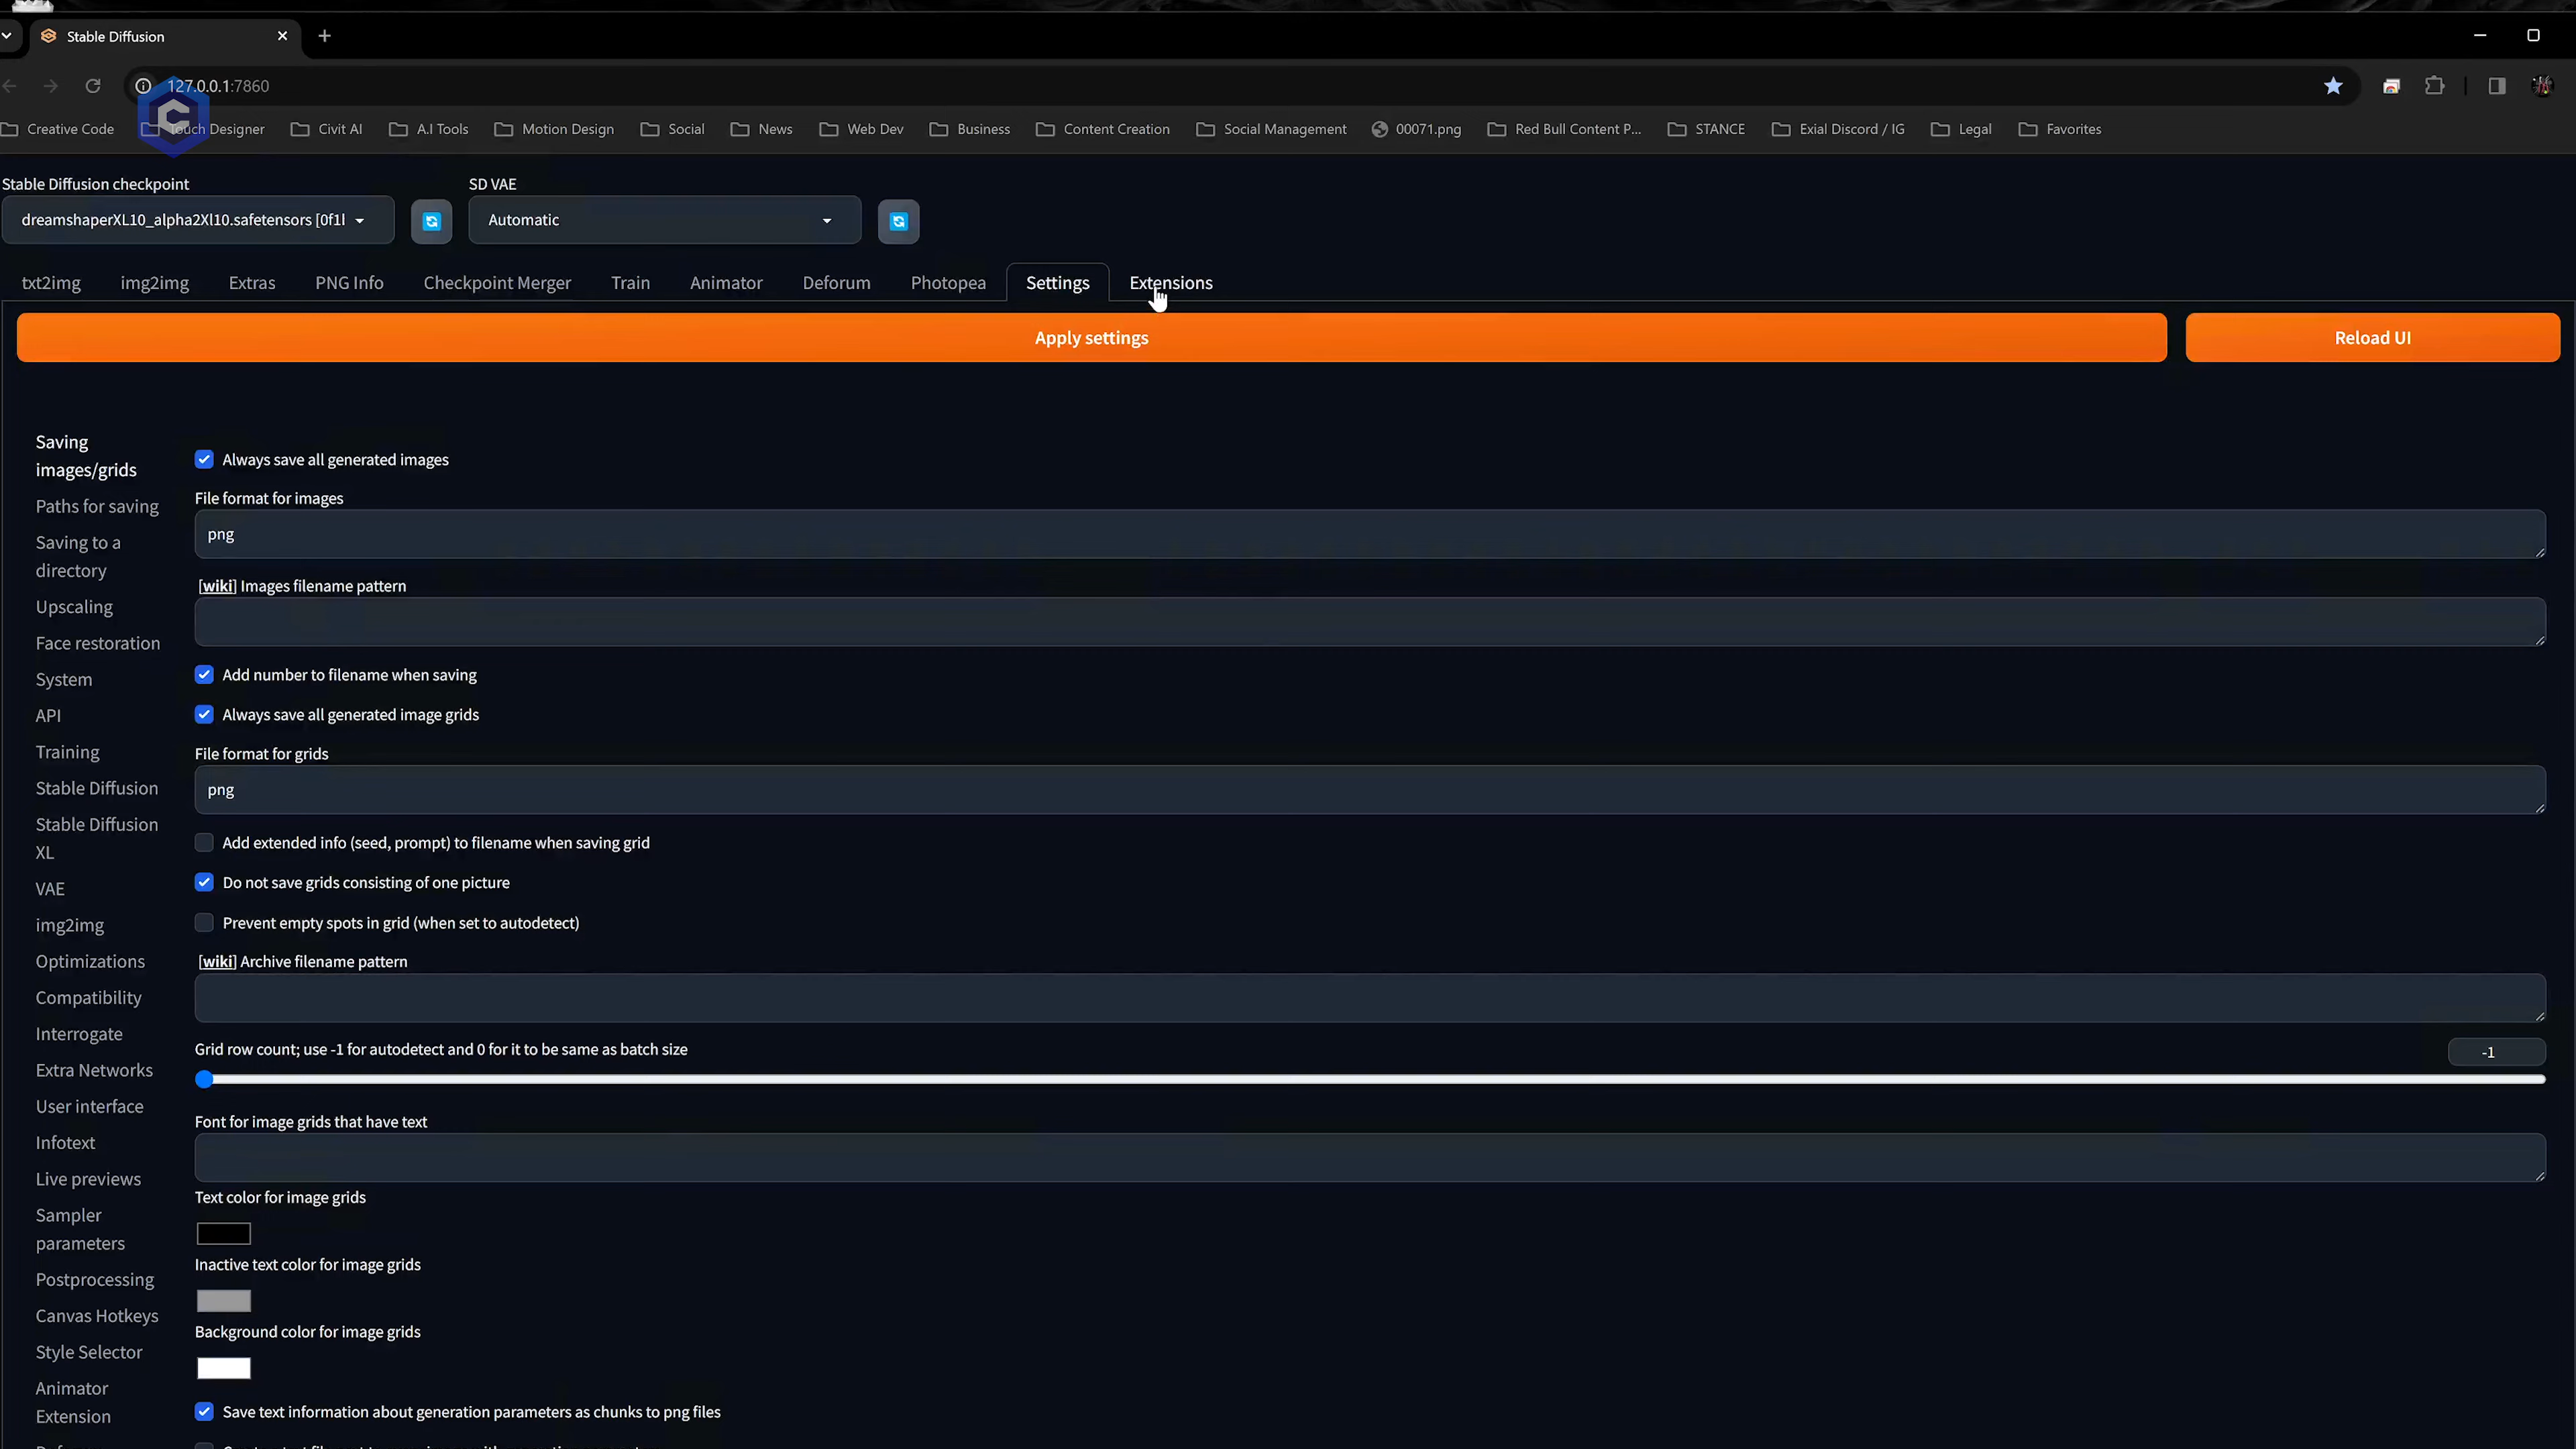 Stable Diffusion
127.0.0.1:7860
Creative Code
Touch Designer
Civit AI
A.I Tools
Motion Design
Social
News
Web Dev
Business
Content Creation
Social Management
00071.png
Red Bull Content P...
STANCE
Exial Discord / IG
Legal
Favorites
Stable Diffusion checkpoint
SD VAE
dreamshaperXL10_alpha2Xl10.safetensors [0f1l
Automatic
txt2img
img2img
Extras
PNG Info
Checkpoint Merger
Train
Animator
Deforum
Photopea
Settings
Extensions
Apply settings
Reload UI
Saving
images/grids
Paths for saving
Saving to a
directory
Upscaling
Face restoration
System
API
Training
Stable Diffusion
Stable Diffusion
XL
VAE
img2img
Optimizations
Compatibility
Interrogate
Extra Networks
User interface
Infotext
Live previews
Sampler
parameters
Postprocessing
Canvas Hotkeys
Style Selector
Animator
Extension
Always save all generated images
File format for images
png
[wiki] Images filename pattern
Add number to filename when saving
Always save all generated image grids
File format for grids
png
Add extended info (seed, prompt) to filename when saving grid
Do not save grids consisting of one picture
Prevent empty spots in grid (when set to autodetect)
[wiki] Archive filename pattern
Grid row count; use -1 for autodetect and 0 for it to be same as batch size
-1
Font for image grids that have text
Text color for image grids
Inactive text color for image grids
Background color for image grids
Save text information about generation parameters as chunks to png files